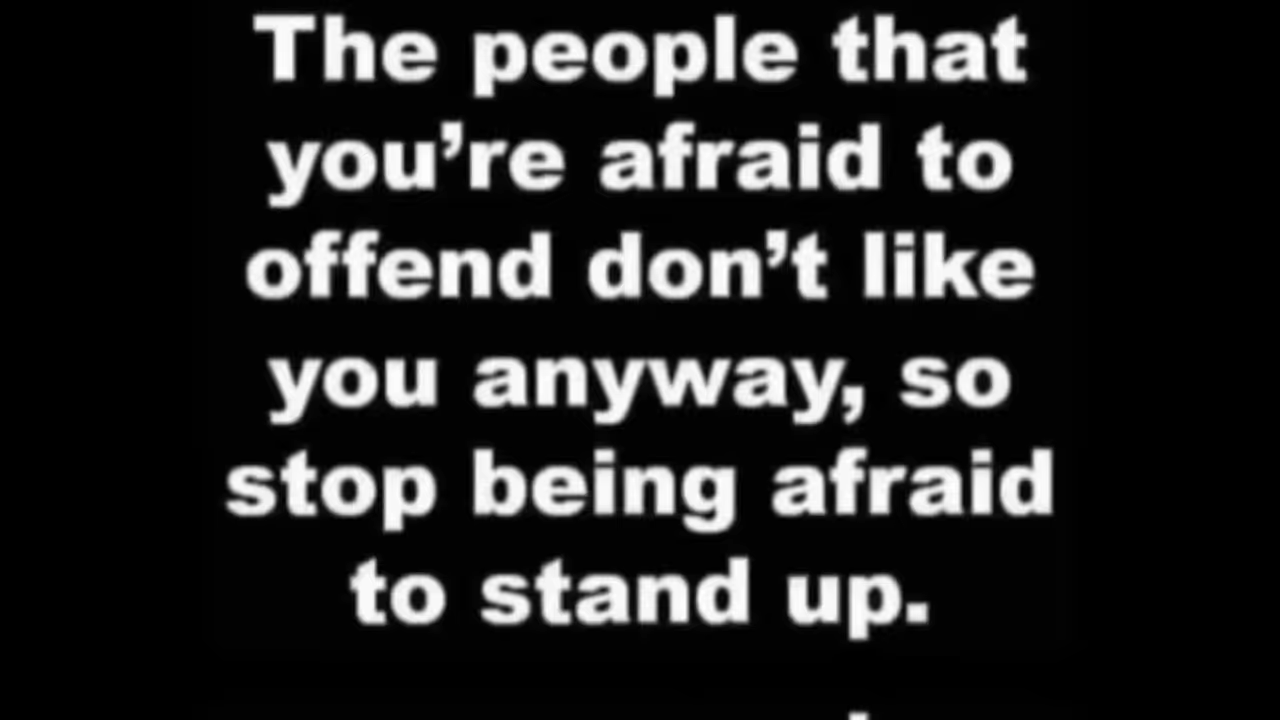 The people that
you’re afraid to
offend don’t like
you anyway, so
stop being afraid
to stand up.